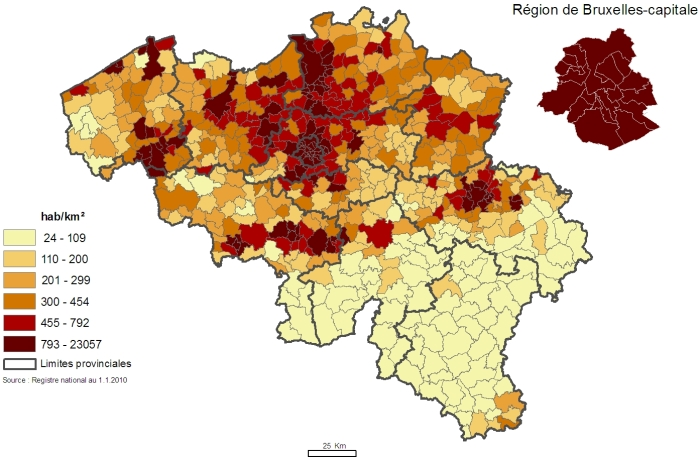 Région de Bruxelles-capitale
hab/km²
24 - 109
110 - 200
201 - 299
300 - 454
455 - 792
793 - 23057
Limites provinciales
Source : Registre national au 1.1.2010
25 Km